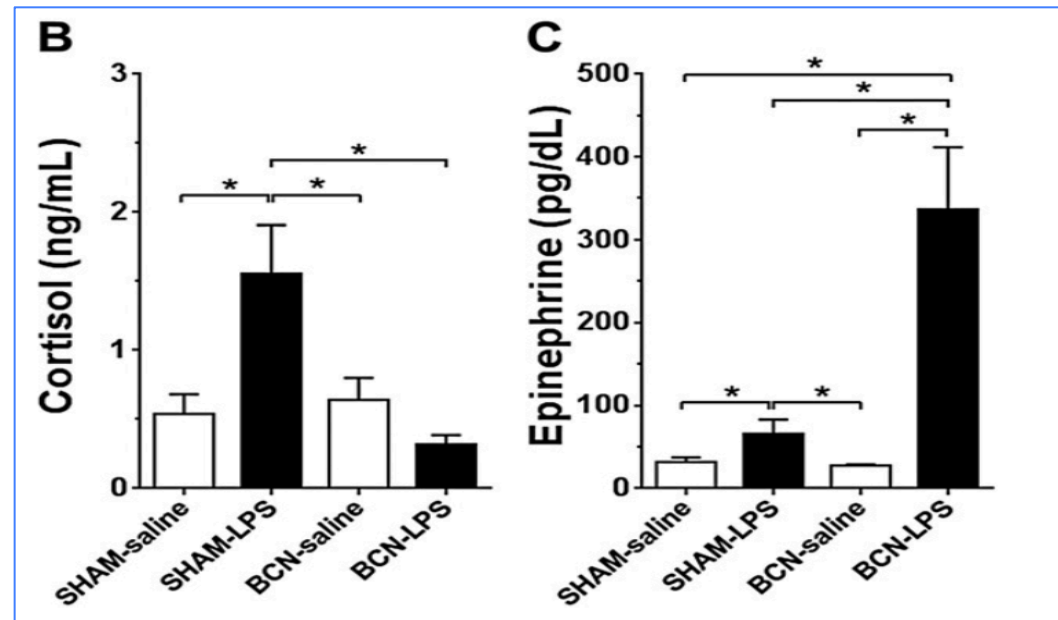 B
Cortisol (ng/mL)
3
2
1
0
*
*
*
SHAM-saline
SHAM-LPS
BCN-saline
BCN-LPS
C
Epinephrine (pg/dL)
500
400
300
200
100
0
*
*
*
*
*
SHAM-saline
SHAM-LPS
BCN-saline
BCN-LPS